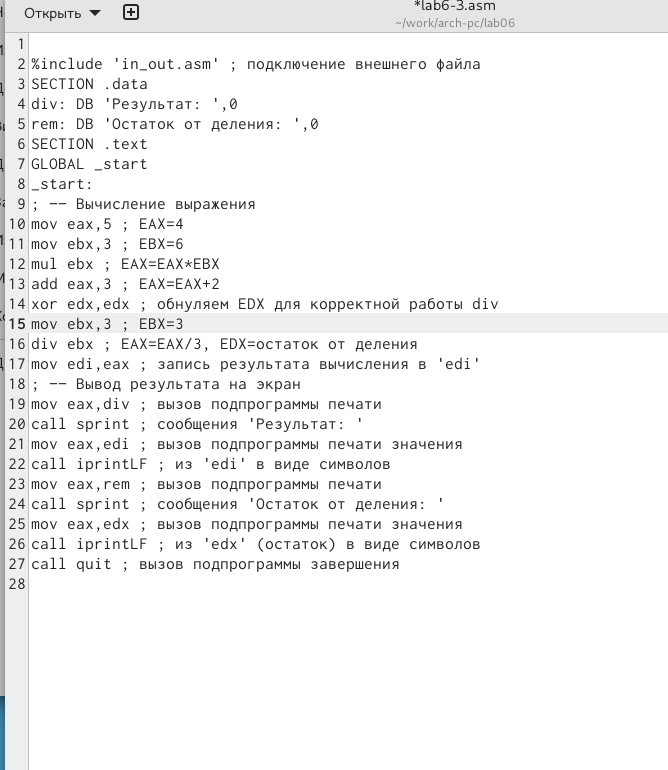 Открыть
*lab6-3.asm
~/work/arch-pc/lab06
1
2 %include 'in_out.asm' ; подключение внешнего файла
3 SECTION .data
4 div: DB 'Результат: ',0
5 rem: DB 'Остаток от деления: ',0
6 SECTION .text
7 GLOBAL _start
8 _start:
9 ; -- Вычисление выражения
10 mov eax,5 ; EAX=4
11 mov ebx,3 ; EBX=6
12 mul ebx ; EAX=EAX*EBX
13 add eax,3 ; EAX=EAX+2
14 xor edx,edx ; обнуляем EDX для корректной работы div
15 mov ebx,3 ; EBX=3
16 div ebx ; EAX=EAX/3, EDX=остаток от деления
17 mov edi,eax ; запись результата вычисления в 'edi'
18 ; -- Вывод результата на экран
19 mov eax,div ; вызов подпрограммы печати
20 call sprint ; сообщения 'Результат: '
21 mov eax,edi ; вызов подпрограммы печати значения
22 call iprintLF ; из 'edi' в виде символов
23 mov eax,rem ; вызов подпрограммы печати
24 call sprint ; сообщения 'Остаток от деления: '
25 mov eax,edx ; вызов подпрограммы печати значения
26 call iprintLF ; из 'edx' (остаток) в виде символов
27 call quit ; вызов подпрограммы завершения
28